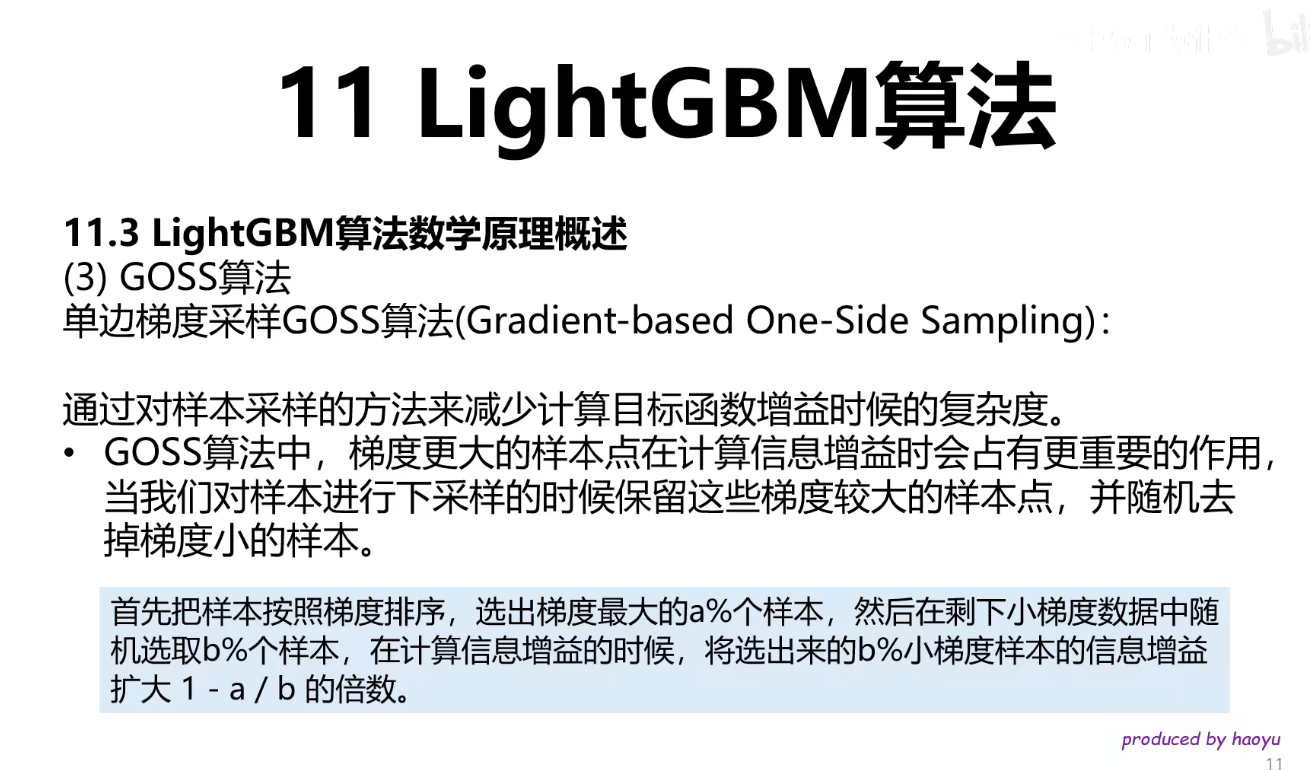 11 LightGBM算法
11.3 LightGBM算法数学原理概述
(3) GOSS算法
单边梯度采样GOSS算法(Gradient-based One-Side Sampling)：
通过对样本采样的方法来减少计算目标函数增益时候的复杂度。
• GOSS算法中，梯度更大的样本点在计算信息增益时会占有更重要的作用，
当我们对样本进行下采样的时候保留这些梯度较大的样本点，并随机去
掉梯度小的样本。
首先把样本按照梯度排序，选出梯度最大的a%个样本，然后在剩下小梯度数据中随
机选取b%个样本，在计算信息增益的时候，将选出来的b%小梯度样本的信息增益
扩大 1 - a / b 的倍数。
produced by haoyu
11